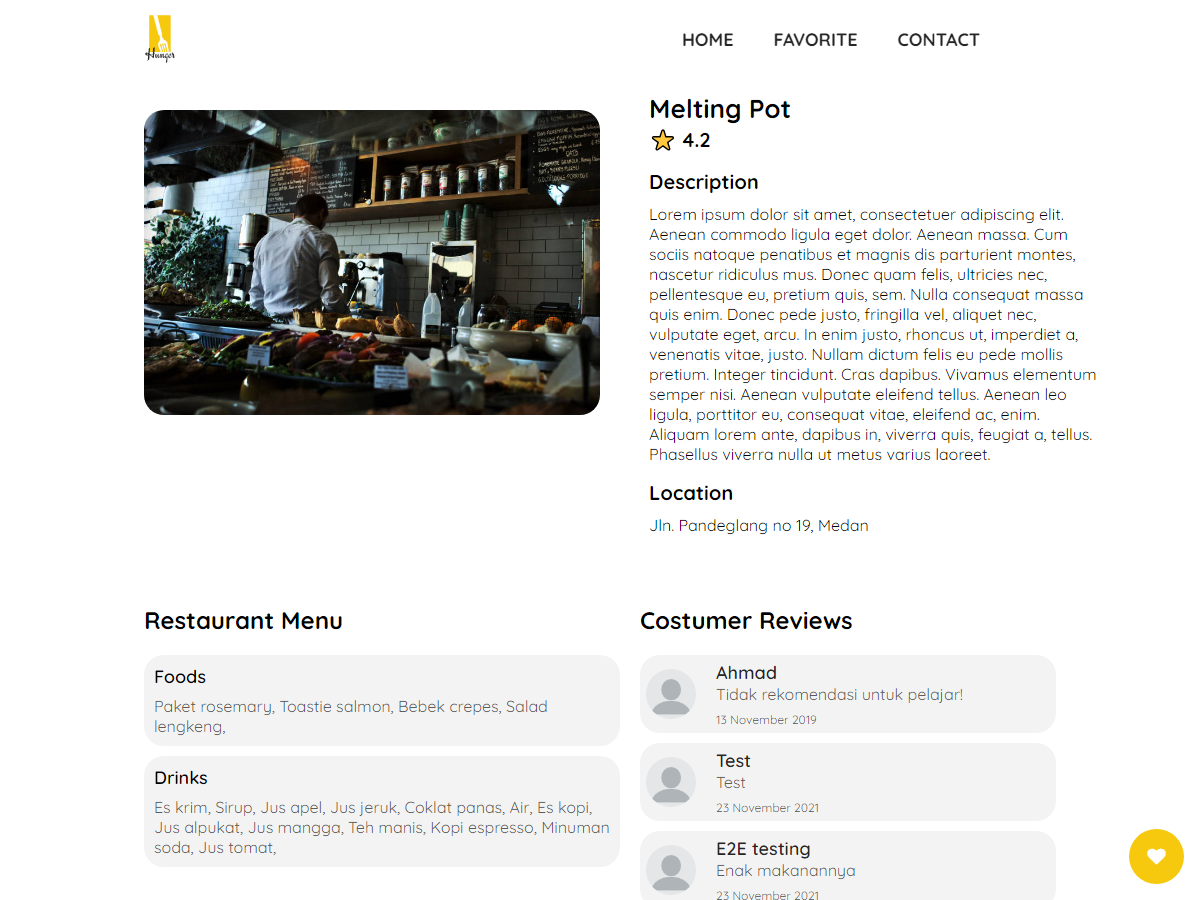 Hunger
HOME
FAVORITE
CONTACT
Melting Pot
4.2
Description
Lorem ipsum dolor sit amet, consectetuer adipiscing elit.
Aenean commodo ligula eget dolor. Aenean massa. Cum
sociis natoque penatibus et magnis dis parturient montes,
nascetur ridiculus mus. Donec quam felis, ultricies nec,
pellentesque eu, pretium quis, sem. Nulla consequat massa
quis enim. Donec pede justo, fringilla vel, aliquet nec,
vulputate eget, arcu. In enim justo, rhoncus ut, imperdiet a,
venenatis vitae, justo. Nullam dictum felis eu pede mollis
pretium. Integer tincidunt. Cras dapibus. Vivamus elementum
semper nisi. Aenean vulputate eleifend tellus. Aenean leo
ligula, porttitor eu, consequat vitae, eleifend ac, enim.
Aliquam lorem ante, dapibus in, viverra quis, feugiat a, tellus.
Phasellus viverra nulla ut metus varius laoreet.
Location
Jln. Pandeglang no 19, Medan
Restaurant Menu
Foods
Paket rosemary, Toastie salmon, Bebek crepes, Salad
lengkeng,
Drinks
Es krim, Sirup, Jus apel, Jus jeruk, Coklat panas, Air, Es kopi,
Jus alpukat, Jus mangga, Teh manis, Kopi espresso, Minuman
soda, Jus tomat,
Costumer Reviews
Ahmad
Tidak rekomendasi untuk pelajar!
13 November 2019
Test
Test
23 November 2021
E2E testing
Enak makanannya
23 November 2021